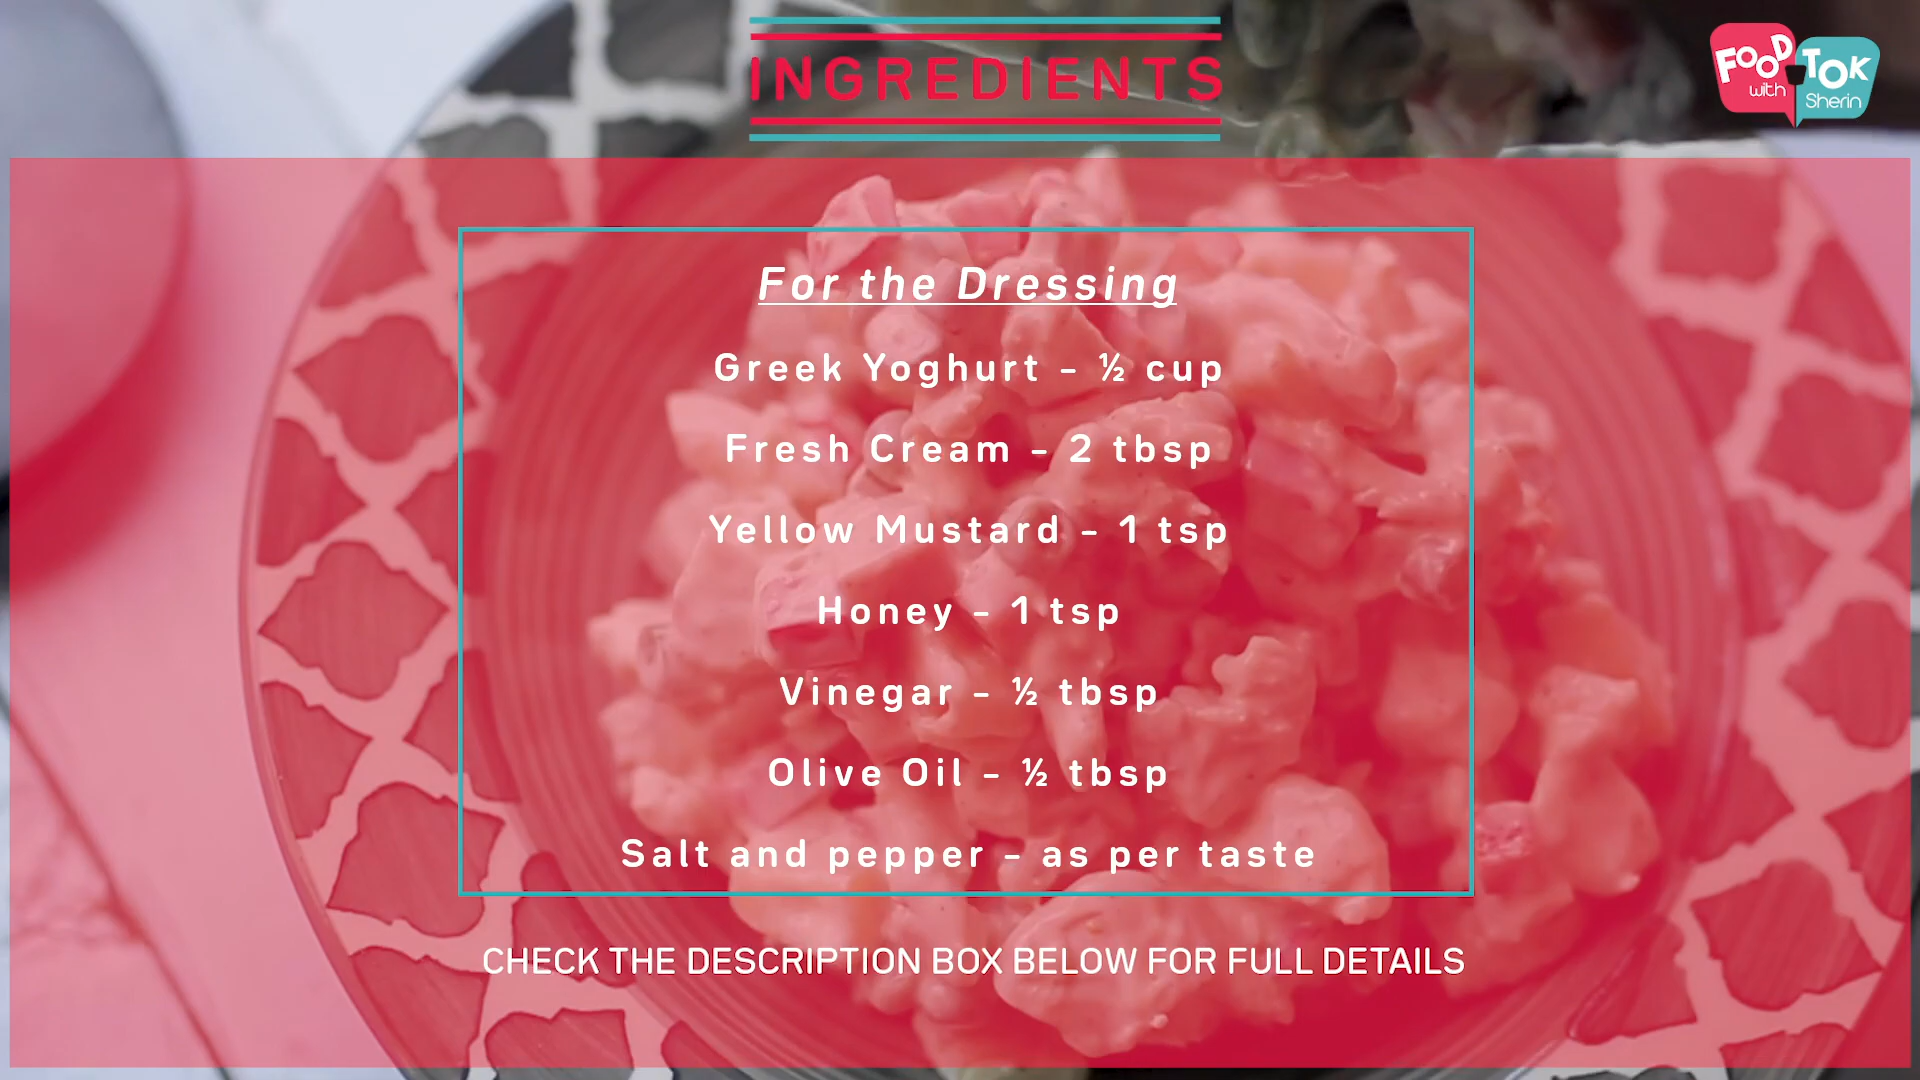 INGREDIENTS
FOOD TOK
with Sherin
For the Dressing
Greek Yoghurt - ½ cup
Fresh Cream - 2 tbsp
Yellow Mustard - 1 tsp
Honey - 1 tsp
Vinegar - ½ tbsp
Olive Oil - ½ tbsp
Salt and pepper - as per taste
CHECK THE DESCRIPTION BOX BELOW FOR FULL DETAILS